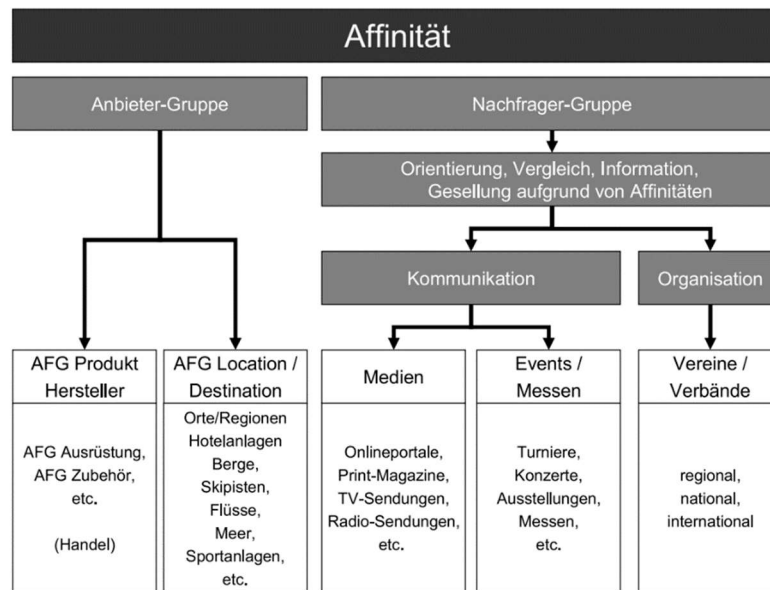 Affinität
Anbieter-Gruppe
Nachfrager-Gruppe
Orientierung, Vergleich, Information,
Gesellung aufgrund von Affinitäten
Kommunikation
Organisation
AFG Produkt
Hersteller
AFG Ausrüstung,
AFG Zubehör,
etc.
(Handel)
AFG Location /
Destination
Orte/Regionen
Hotelanlagen
Berge,
Skipisten,
Flüsse,
Meer,
Sportanlagen,
etc.
Medien
Onlineportale,
Print-Magazine,
TV-Sendungen,
Radio-Sendungen,
etc.
Events /
Messen
Turniere,
Konzerte,
Ausstellungen,
Messen,
etc.
Vereine /
Verbände
regional,
national,
international